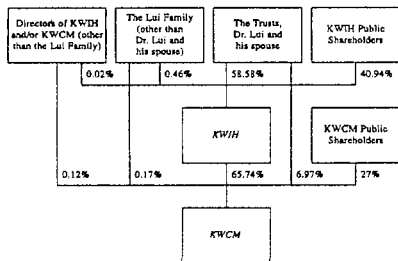 Directors of KWIH
and/or KWCM (other
than the Lui Family)
The Lui Family
(other than
Dr. Lui and
his spouse)
The Trusts,
Dr. Lui and
his spouse
KWIH Public
Shareholders
0.02%
0.46%
58.58%
40.94%
KWIH
KWCM Public
Shareholders
0.12%
0.17%
65.74%
6.97%
27%
KWCM